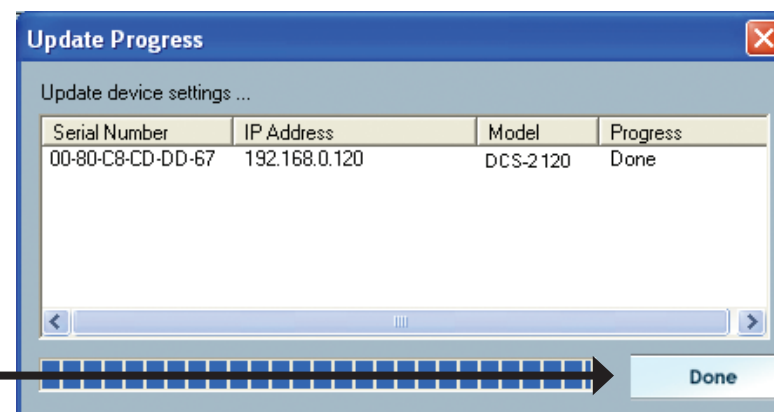 Update Progress
Update device settings ...
Serial Number IP Address Model Progress
00-80-C8-CD-DD-67 192.168.0.120 DCS-2120 Done
Done